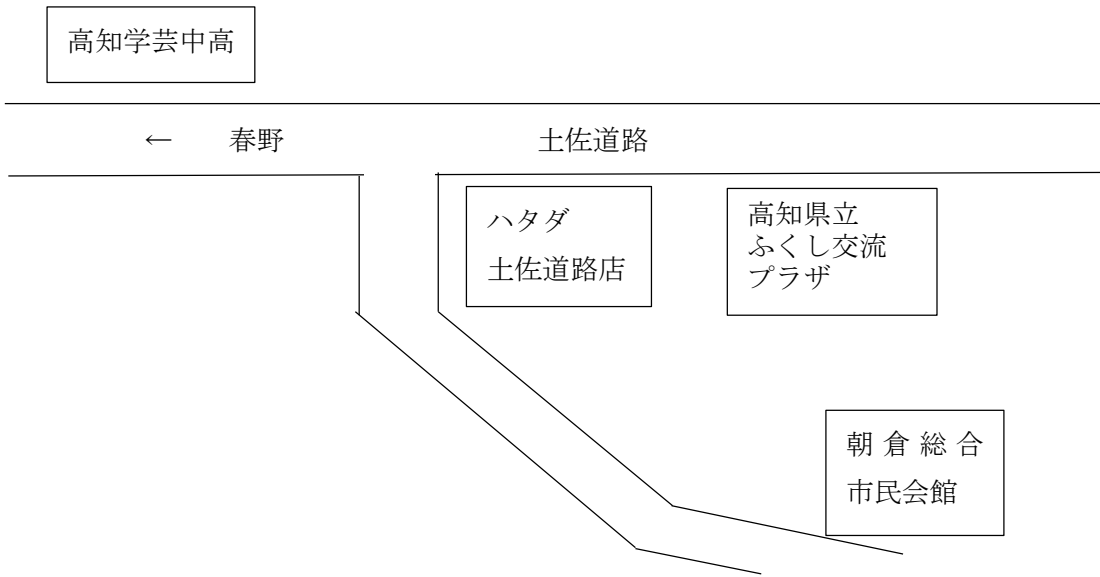 高知学芸中高
← 春野 土佐道路
ハタダ
土佐道路店
高知県立
ふくし交流
プラザ
朝倉総合
市民会館